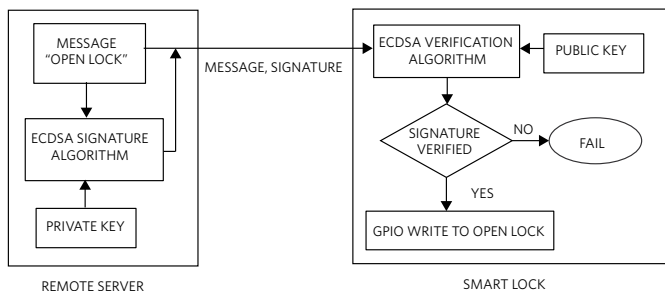 MESSAGE
“OPEN LOCK”
ECDSA SIGNATURE
ALGORITHM
PRIVATE KEY
REMOTE SERVER
MESSAGE, SIGNATURE
ECDSA VERIFICATION
ALGORITHM
PUBLIC KEY
SIGNATURE
VERIFIED
NO
FAIL
YES
GPIO WRITE TO OPEN LOCK
SMART LOCK